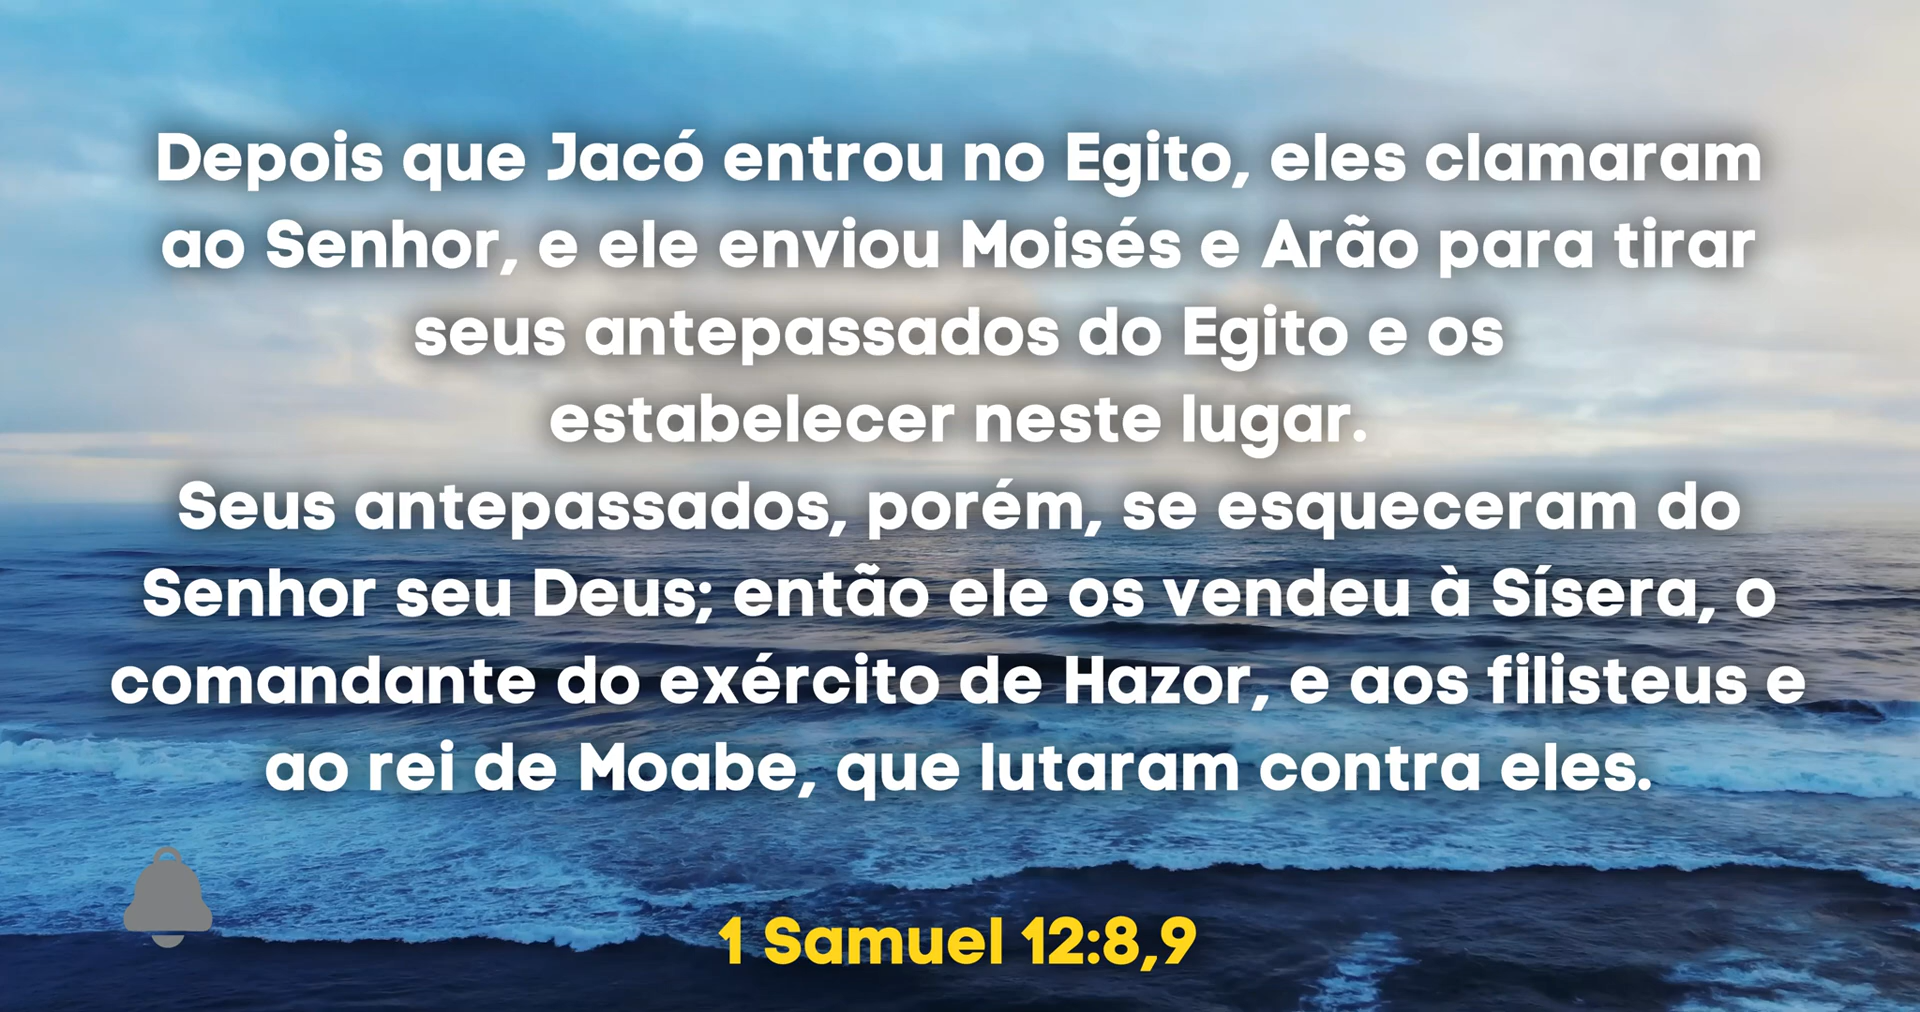 Depois que Jacó entrou no Egito, eles clamaram
ao Senhor, e ele enviou Moisés e Arão para tirar
seus antepassados do Egito e os
estabelecer neste lugar.
Seus antepassados, porém, se esqueceram do
Senhor seu Deus; então ele os vendeu à Sísera, o
comandante do exército de Hazor, e aos filisteus e
ao rei de Moabe, que lutaram contra eles.
1 Samuel 12:8,9